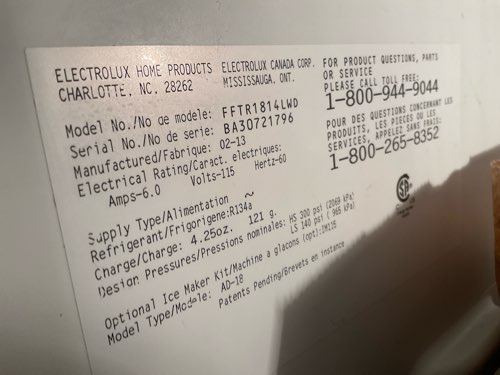 ELECTROLUX HOME PRODUCTS
CHARLOTTE, NC. 28262
ELECTROLUX CANADA CORP.
MISSISSAUGA, ONT.
FOR PRODUCT QUESTIONS, PARTS
OR SERVICE
PLEASE CALL TOLL FREE:
1-800-944-9044
POUR DES QUESTIONS CONCERNANT LES
PRODUITS, LES PIECES OU LES
SERVICES, APPELEZ SANS FRAIS:
1-800-265-8352
Model No./No de modele: FFTR1814LWD
Serial No./No de serie: BA30721796
Manufactured/Fabrique: 02-13
Electrical Rating/Caract. electriques:
Amps-6.0 Volts-115 Hertz-60
Supply Type/Alimentation ~
Refrigerant/Frigorigene:R134a
Charge/Charge: 4.25oz. 121 g.
Design Pressures/Pressions nominales: HS 300 psi (2069 kPa)
LS 140 psi ( 965 kPa)
Optional Ice Maker Kit/Machine a glacons (opt):IM115
Model Type/Modele: AD-18
Patents Pending/Brevets en instance